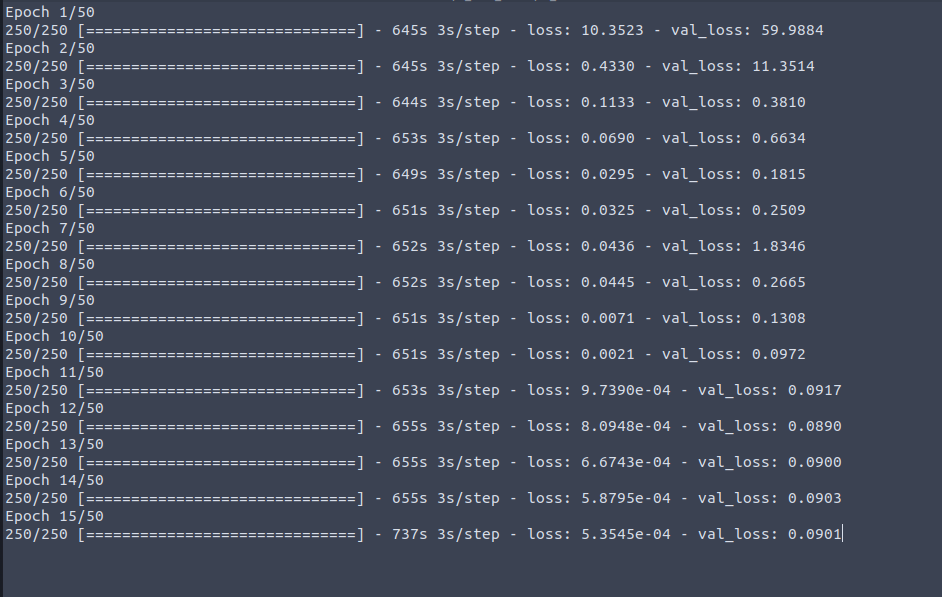 Epoch 1/50
250/250 [==============================] - 645s 3s/step - loss: 10.3523 - val_loss: 59.9884
Epoch 2/50
250/250 [==============================] - 645s 3s/step - loss: 0.4330 - val_loss: 11.3514
Epoch 3/50
250/250 [==============================] - 644s 3s/step - loss: 0.1133 - val_loss: 0.3810
Epoch 4/50
250/250 [==============================] - 653s 3s/step - loss: 0.0690 - val_loss: 0.6634
Epoch 5/50
250/250 [==============================] - 649s 3s/step - loss: 0.0295 - val_loss: 0.1815
Epoch 6/50
250/250 [==============================] - 651s 3s/step - loss: 0.0325 - val_loss: 0.2509
Epoch 7/50
250/250 [==============================] - 652s 3s/step - loss: 0.0436 - val_loss: 1.8346
Epoch 8/50
250/250 [==============================] - 652s 3s/step - loss: 0.0445 - val_loss: 0.2665
Epoch 9/50
250/250 [==============================] - 651s 3s/step - loss: 0.0071 - val_loss: 0.1308
Epoch 10/50
250/250 [==============================] - 651s 3s/step - loss: 0.0021 - val_loss: 0.0972
Epoch 11/50
250/250 [==============================] - 653s 3s/step - loss: 9.7390e-04 - val_loss: 0.0917
Epoch 12/50
250/250 [==============================] - 655s 3s/step - loss: 8.0948e-04 - val_loss: 0.0890
Epoch 13/50
250/250 [==============================] - 655s 3s/step - loss: 6.6743e-04 - val_loss: 0.0900
Epoch 14/50
250/250 [==============================] - 655s 3s/step - loss: 5.8795e-04 - val_loss: 0.0903
Epoch 15/50
250/250 [==============================] - 737s 3s/step - loss: 5.3545e-04 - val_loss: 0.0901